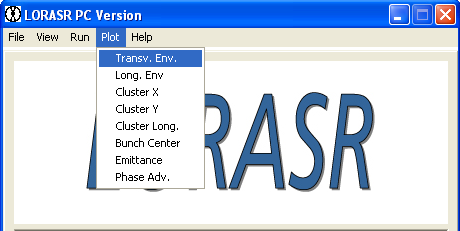 LORASR PC Version
File View Run Plot Help
Transv. Env.
Long. Env
Cluster X
Cluster Y
Cluster Long.
Bunch Center
Emittance
Phase Adv.
LORASR